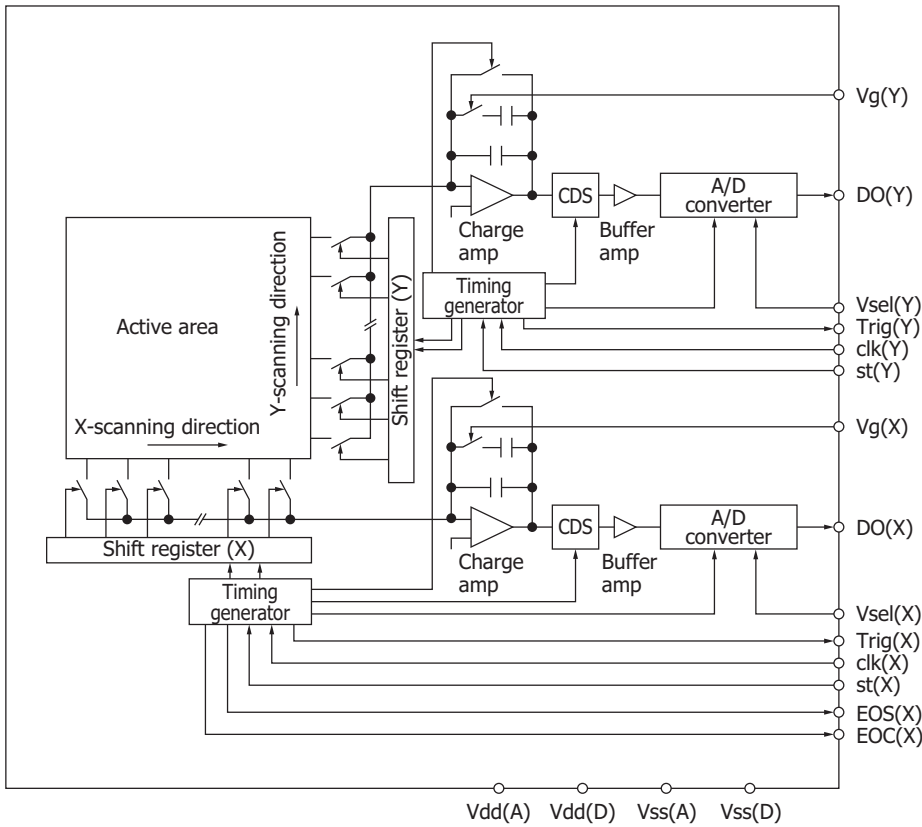 Vg(Y)
A/D
converter
CDS
DO(Y)
Charge
amp
Buffer
amp
Y-scanning direction
Shift register (Y)
Timing
generator
Active area
Vsel(Y)
Trig(Y)
clk(Y)
st(Y)
X-scanning direction
Vg(X)
A/D
converter
CDS
DO(X)
Shift register (X)
Charge
amp
Buffer
amp
Timing
generator
Vsel(X)
Trig(X)
clk(X)
st(X)
EOS(X)
EOC(X)
Vdd(A)
Vdd(D)
Vss(A)
Vss(D)